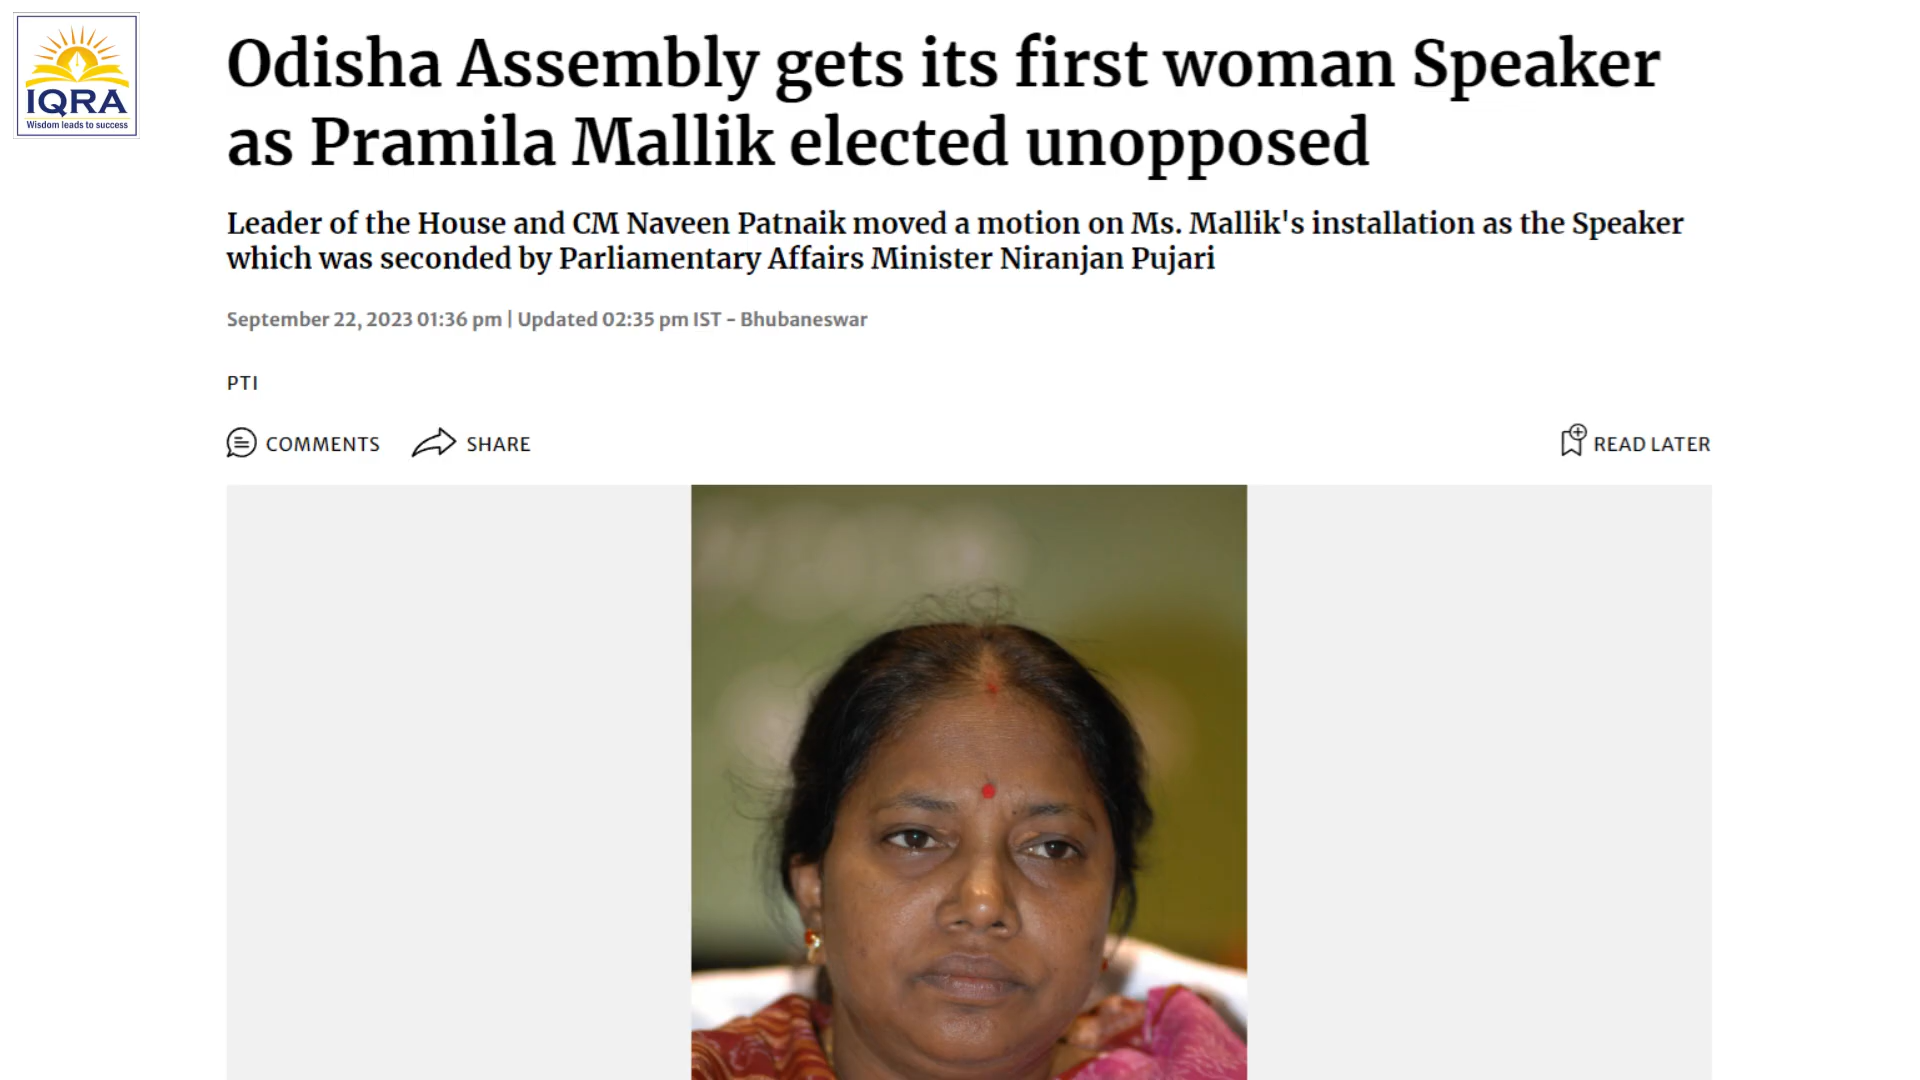 IQRA
Wisdom leads to success
Odisha Assembly gets its first woman Speaker
as Pramila Mallik elected unopposed
Leader of the House and CM Naveen Patnaik moved a motion on Ms. Mallik's installation as the Speaker
which was seconded by Parliamentary Affairs Minister Niranjan Pujari
September 22, 2023 01:36 pm | Updated 02:35 pm IST - Bhubaneswar
PTI
COMMENTS SHARE READ LATER